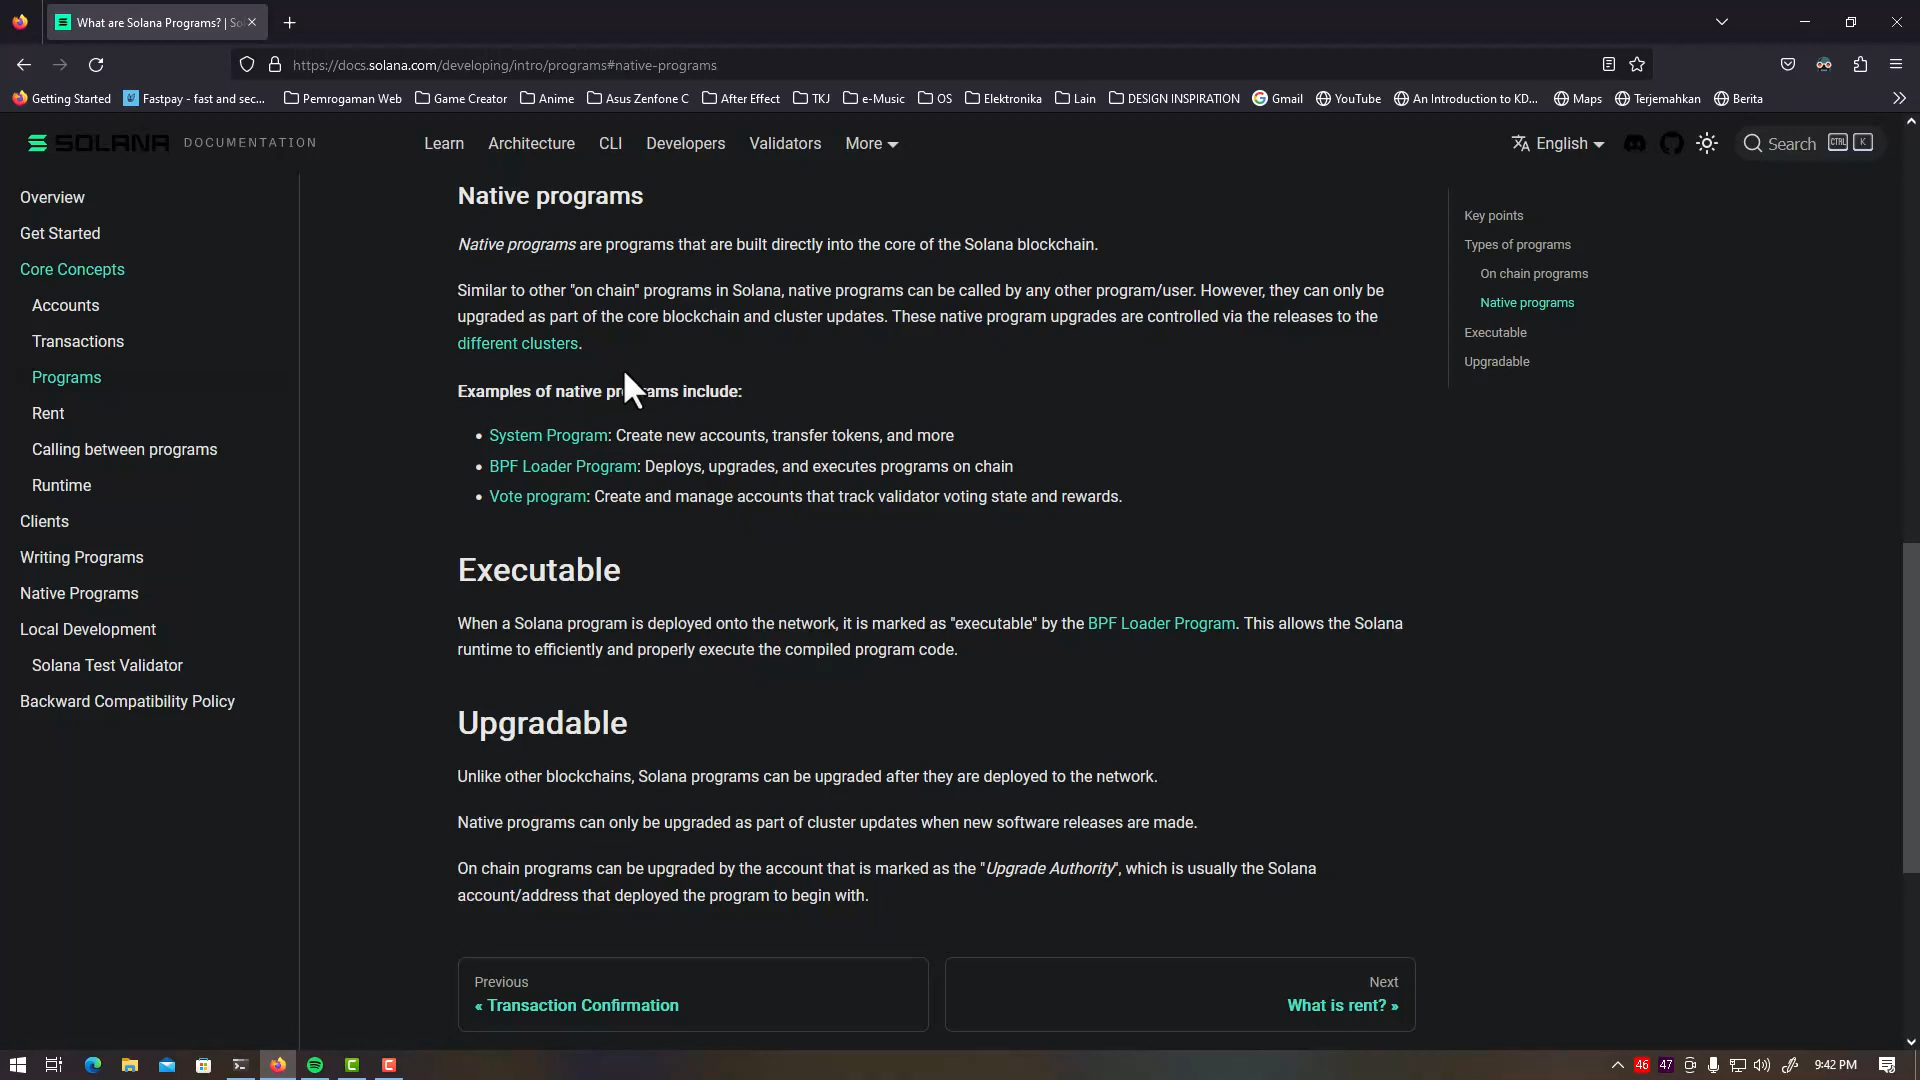 What are Solana Programs? | Sol
https://docs.solana.com/developing/intro/programs#native-programs
Getting Started Fastpay - fast and sec... Pemrogaman Web Game Creator Anime Asus Zenfone C After Effect TKJ e-Music OS Elektronika Lain DESIGN INSPIRATION Gmail YouTube An Introduction to KD... Maps Terjemahkan Berita
SOLANA DOCUMENTATION Learn Architecture CLI Developers Validators More English Search CTRL K
Overview
Get Started
Core Concepts
Accounts
Transactions
Programs
Rent
Calling between programs
Runtime
Clients
Writing Programs
Native Programs
Local Development
Solana Test Validator
Backward Compatibility Policy
Native programs
Native programs are programs that are built directly into the core of the Solana blockchain.
Similar to other "on chain" programs in Solana, native programs can be called by any other program/user. However, they can only be
upgraded as part of the core blockchain and cluster updates. These native program upgrades are controlled via the releases to the
different clusters.
Examples of native programs include:
• System Program: Create new accounts, transfer tokens, and more
• BPF Loader Program: Deploys, upgrades, and executes programs on chain
• Vote program: Create and manage accounts that track validator voting state and rewards.
Executable
When a Solana program is deployed onto the network, it is marked as "executable" by the BPF Loader Program. This allows the Solana
runtime to efficiently and properly execute the compiled program code.
Upgradable
Unlike other blockchains, Solana programs can be upgraded after they are deployed to the network.
Native programs can only be upgraded as part of cluster updates when new software releases are made.
On chain programs can be upgraded by the account that is marked as the "Upgrade Authority", which is usually the Solana
account/address that deployed the program to begin with.
Previous
« Transaction Confirmation
Next
What is rent? »
Key points
Types of programs
On chain programs
Native programs
Executable
Upgradable
46 47 9:42 PM